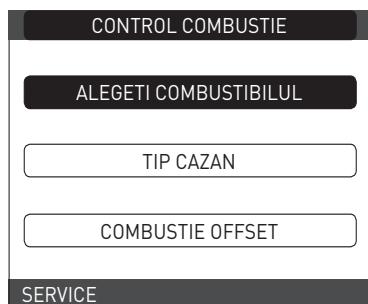 CONTROL COMBUSTIE
ALEGETI COMBUSTIBILUL
TIP CAZAN
COMBUSTIE OFFSET
SERVICE